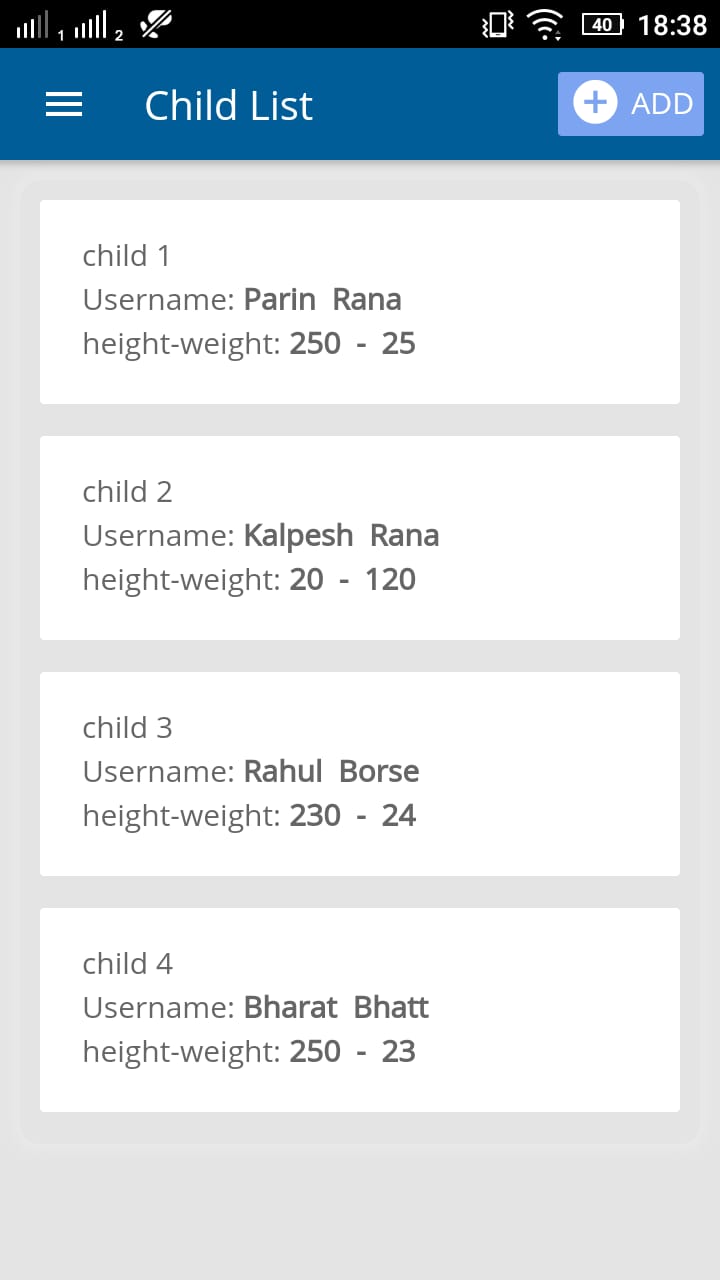 1 2 40 18:38
Child List ADD
child 1
Username: Parin Rana
height-weight: 250 - 25
child 2
Username: Kalpesh Rana
height-weight: 20 - 120
child 3
Username: Rahul Borse
height-weight: 230 - 24
child 4
Username: Bharat Bhatt
height-weight: 250 - 23